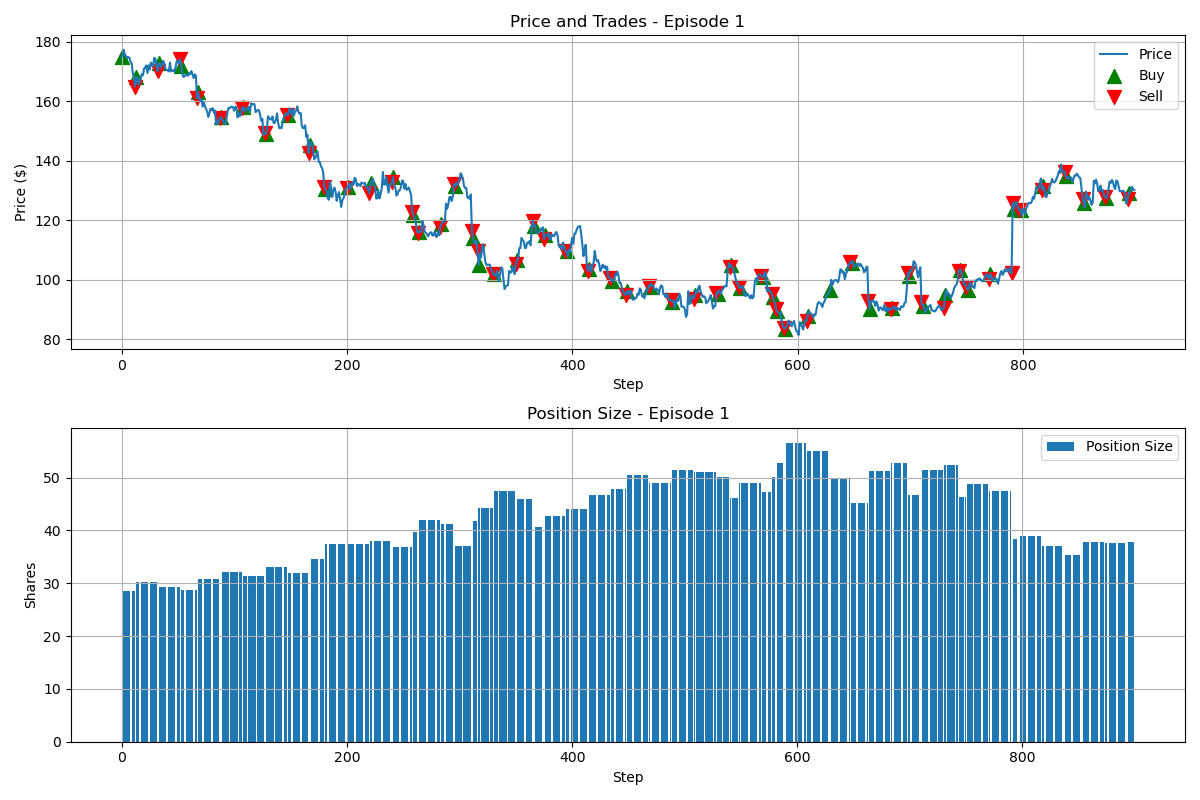 Price and Trades - Episode 1
Price ($)
180
160
140
120
100
80
Price
Buy
Sell
0 200 400 600 800
Step
Position Size - Episode 1
Shares
50
40
30
20
10
0
Position Size
0 200 400 600 800
Step